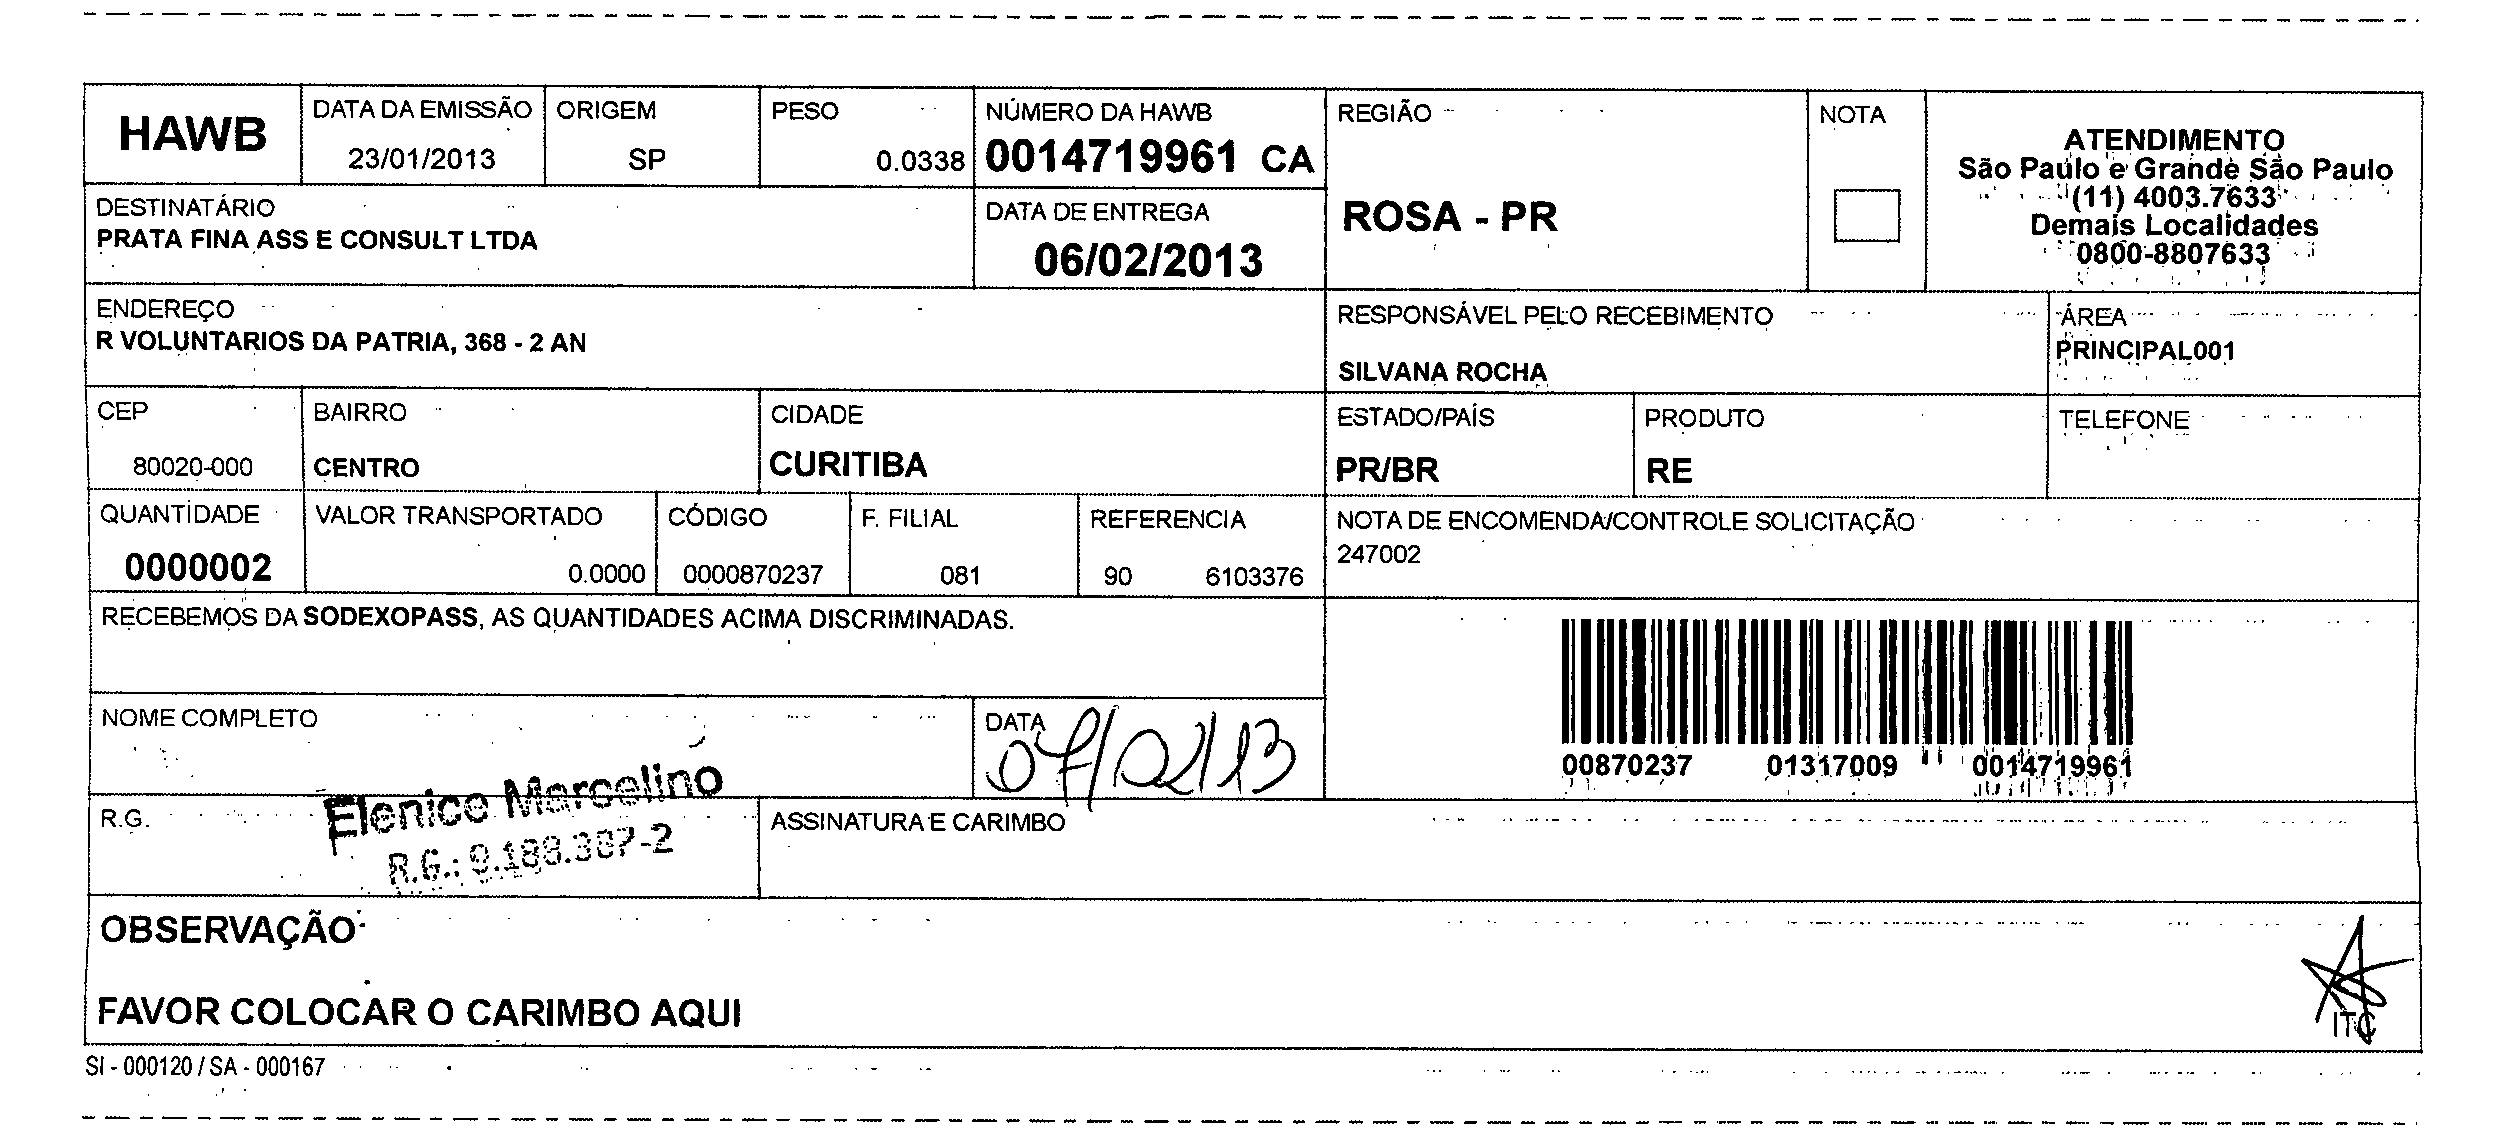 HAWB
DATA DA EMISSÃO
23/01/2013
ORIGEM
SP
PESO
0.0338
NÚMERO DA HAWB
0014719961 CA
REGIÃO
ROSA - PR
NOTA
ATENDIMENTO
São Paulo e Grande São Paulo
(11) 4003.7633
Demais Localidades
0800-8807633
DESTINATÁRIO
PRATA FINA ASS E CONSULT LTDA
DATA DE ENTREGA
06/02/2013
ENDEREÇO
R VOLUNTARIOS DA PATRIA, 368 - 2 AN
RESPONSÁVEL PELO RECEBIMENTO
SILVANA ROCHA
ÁREA
PRINCIPAL001
CEP
80020-000
BAIRRO
CENTRO
CIDADE
CURITIBA
ESTADO/PAÍS
PR/BR
PRODUTO
RE
TELEFONE
QUANTIDADE
0000002
VALOR TRANSPORTADO
0.0000
CÓDIGO
0000870237
F. FILIAL
081
REFERENCIA
90 6103376
NOTA DE ENCOMENDA/CONTROLE SOLICITAÇÃO
247002
RECEBEMOS DA SODEXOPASS, AS QUANTIDADES ACIMA DISCRIMINADAS.
00870237 01317009 0014719961
NOME COMPLETO
DATA
07/02/13
Elenice Marcelino
R.G.
R.G.: 9.188.387-2
ASSINATURA E CARIMBO
OBSERVAÇÃO
FAVOR COLOCAR O CARIMBO AQUI
ITC
SI - 000120 / SA - 000167